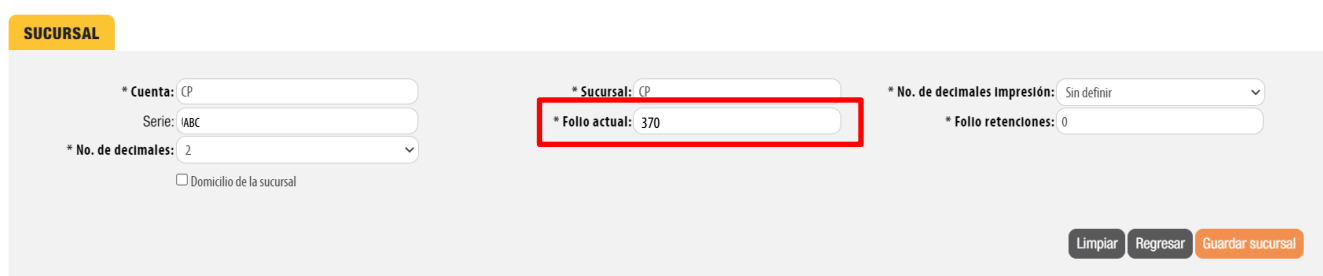 SUCURSAL
* Cuenta: CP * Sucursal: CP * No. de decimales impresión: Sin definir
Serie: ABC * Folio actual: 370 * Folio retenciones: 0
* No. de decimales: 2
Domicilio de la sucursal
Limpiar Regresar Guardar sucursal